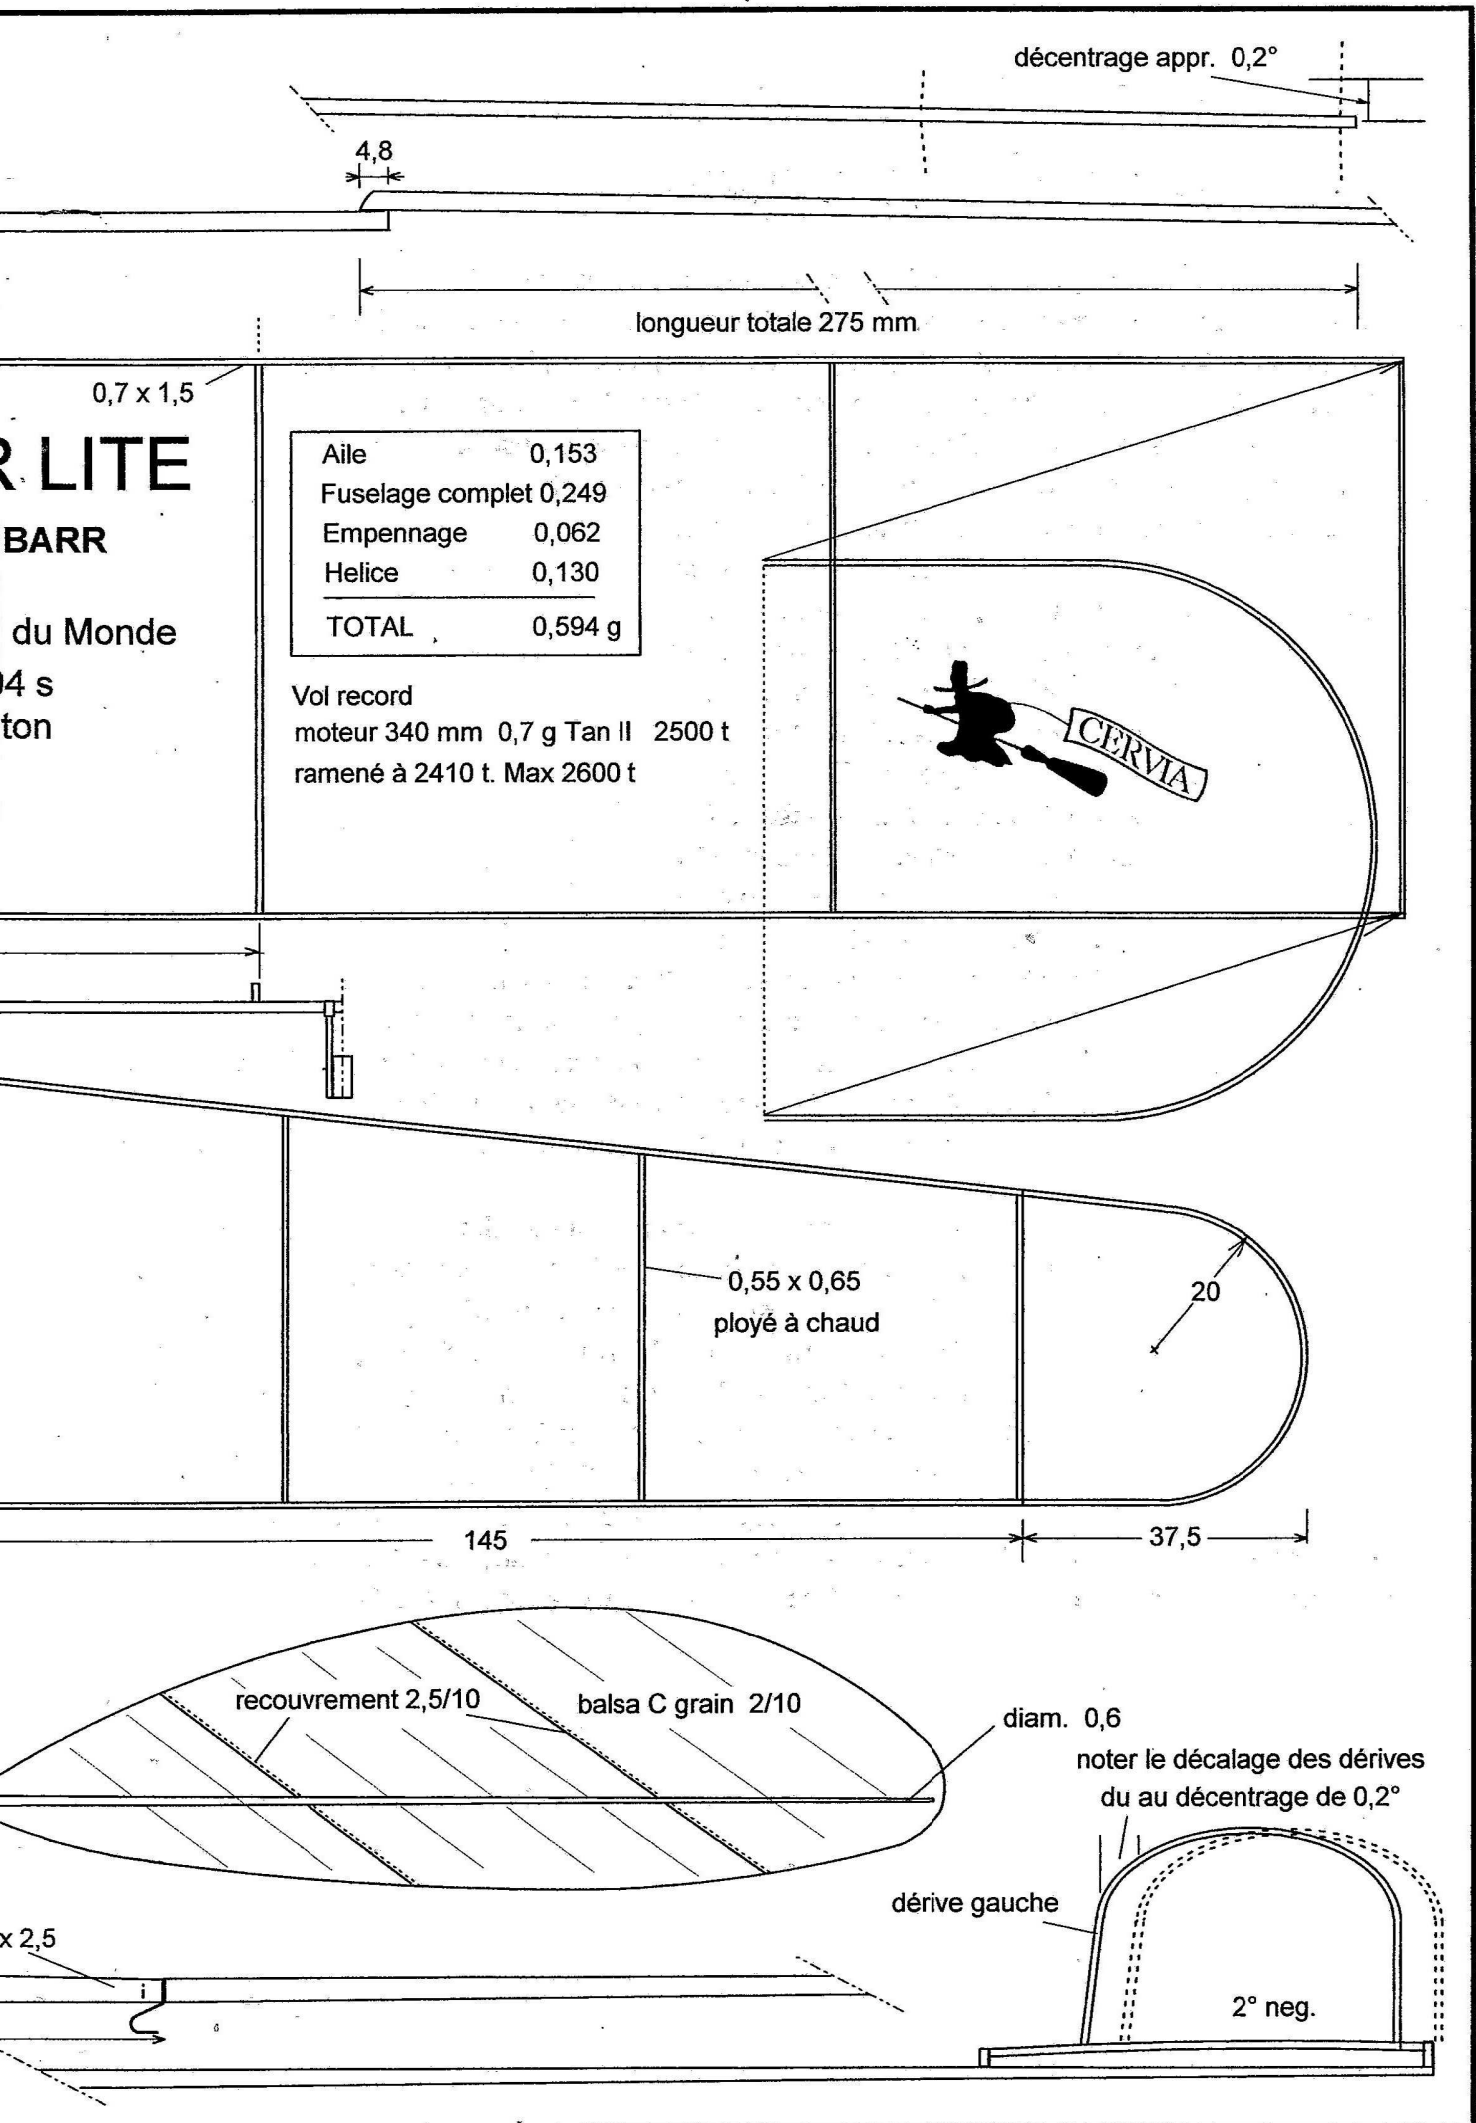 décentrage appr. 0,2°
4,8
longueur totale 275 mm
0,7 x 1,5
R LITE
BARR
du Monde
04 s
ton
Aile 0,153
Fuselage complet 0,249
Empennage 0,062
Helice 0,130
TOTAL 0,594 g
Vol record
moteur 340 mm 0,7 g Tan II 2500 t
ramené à 2410 t. Max 2600 t
CERVIA
0,55 x 0,65
ployé à chaud
20
145
37,5
recouvrement 2,5/10
balsa C grain 2/10
diam. 0,6
noter le décalage des dérives
du au décentrage de 0,2°
dérive gauche
x 2,5
2° neg.